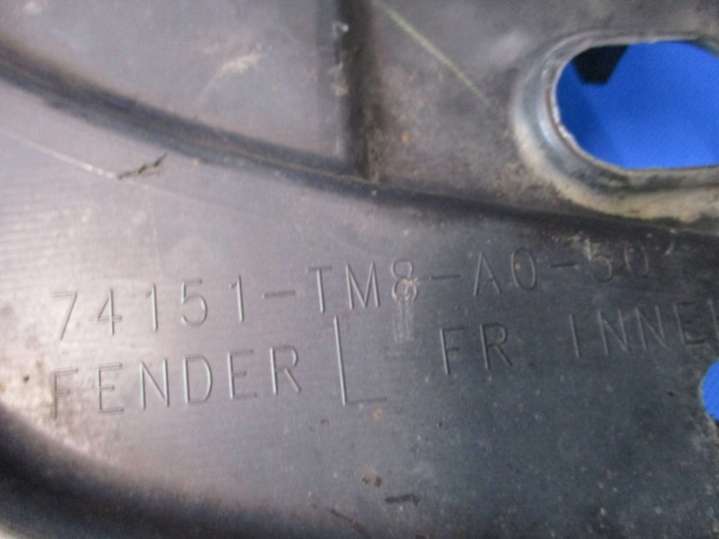 74151-TM8-A0-50
FENDER L FR INNE